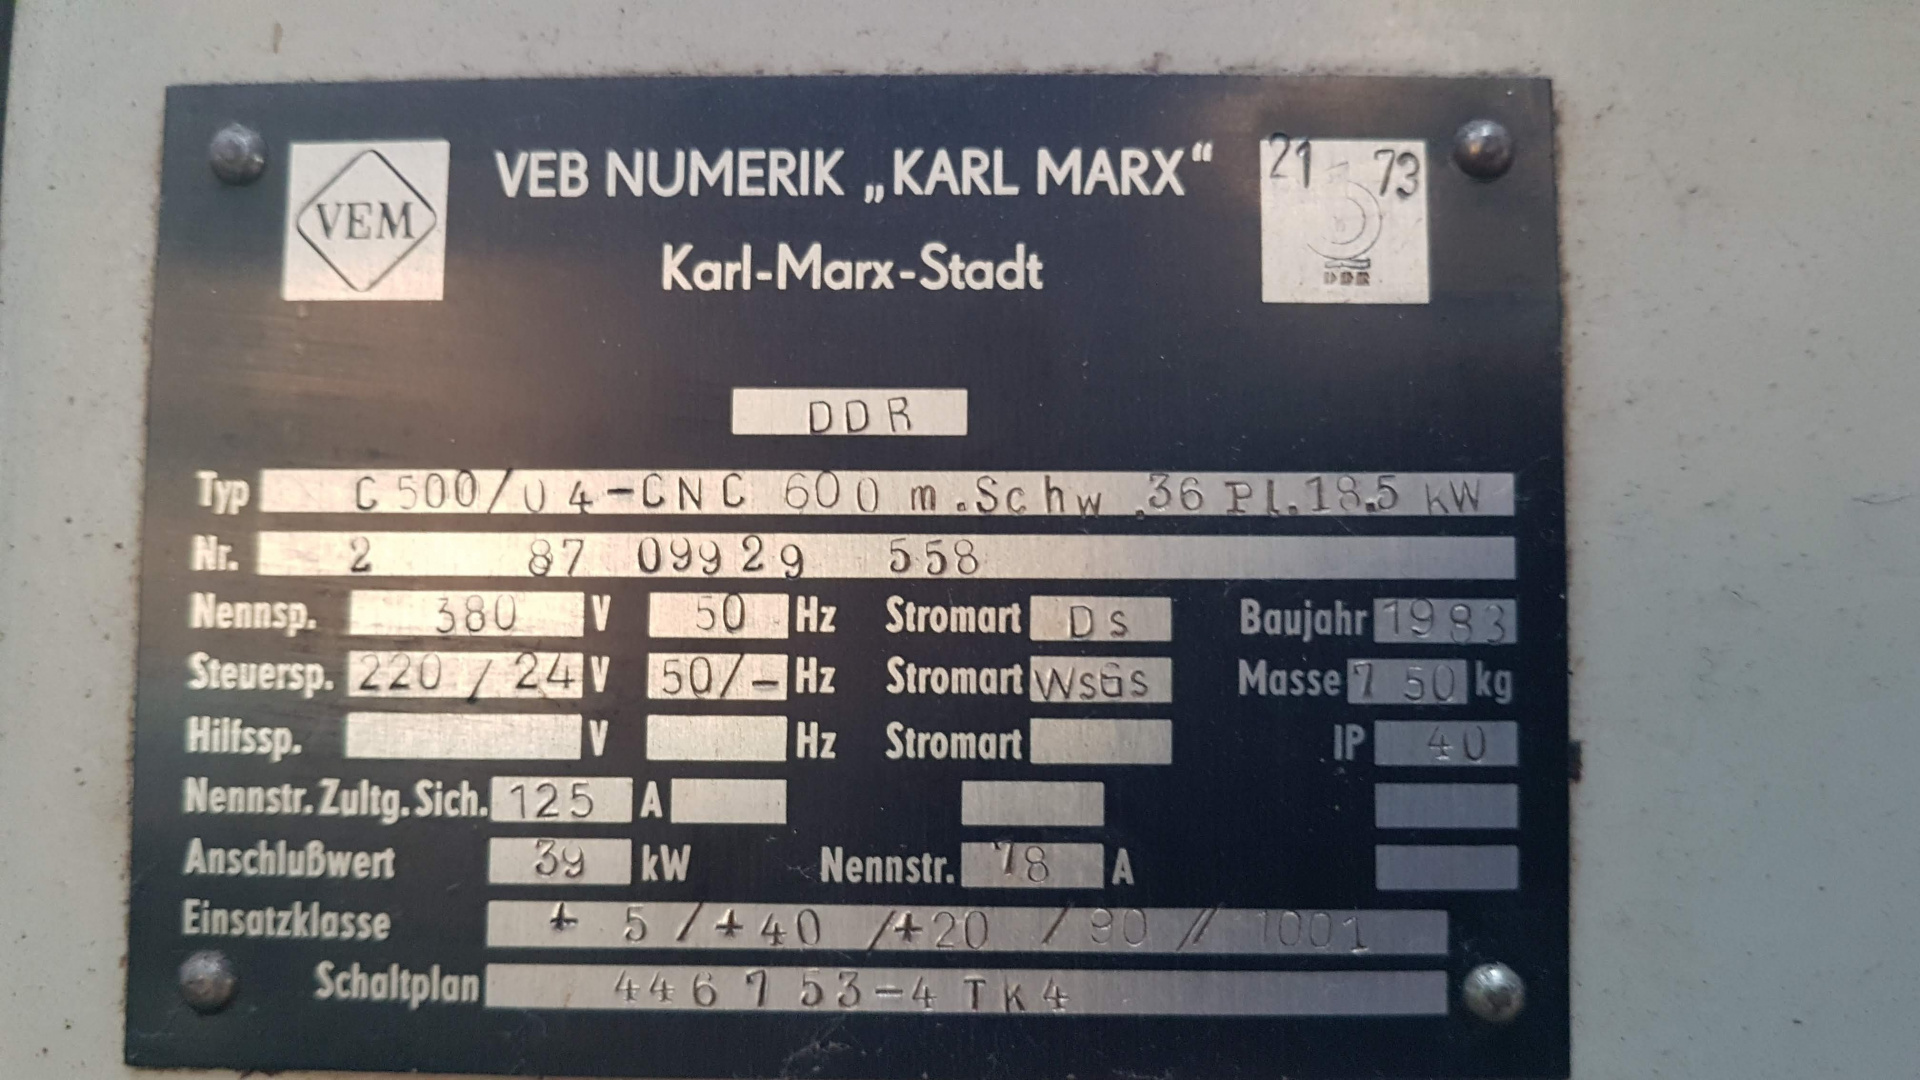 VEM
VEB NUMERIK „KARL MARX“
21 73
Karl-Marx-Stadt
DDR
DDR
Typ C500/04-CNC 600 m.Schw.36 Pl.18.5 kW
Nr. 2 87 09929 558
Nennsp. 380 V 50 Hz Stromart Ds Baujahr 1983
Steuersp. 220/24 V 50/- Hz Stromart WsGs Masse 750 kg
Hilfssp. V Hz Stromart IP 40
Nennstr. Zultg. Sich. 125 A
Anschlußwert 39 kW Nennstr. 78 A
Einsatzklasse + 5/+40 /+20 /90 // 1001
Schaltplan 446753-4 TK4